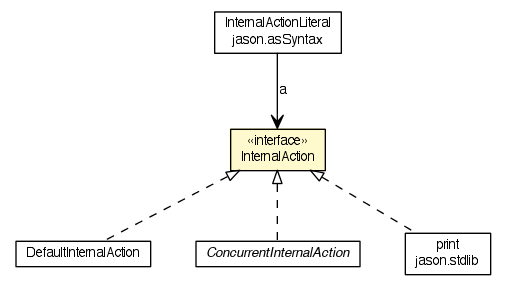 InternalActionLiteral
jason.asSyntax
a
«interface»
InternalAction
DefaultInternalAction
ConcurrentInternalAction
print
jason.stdlib